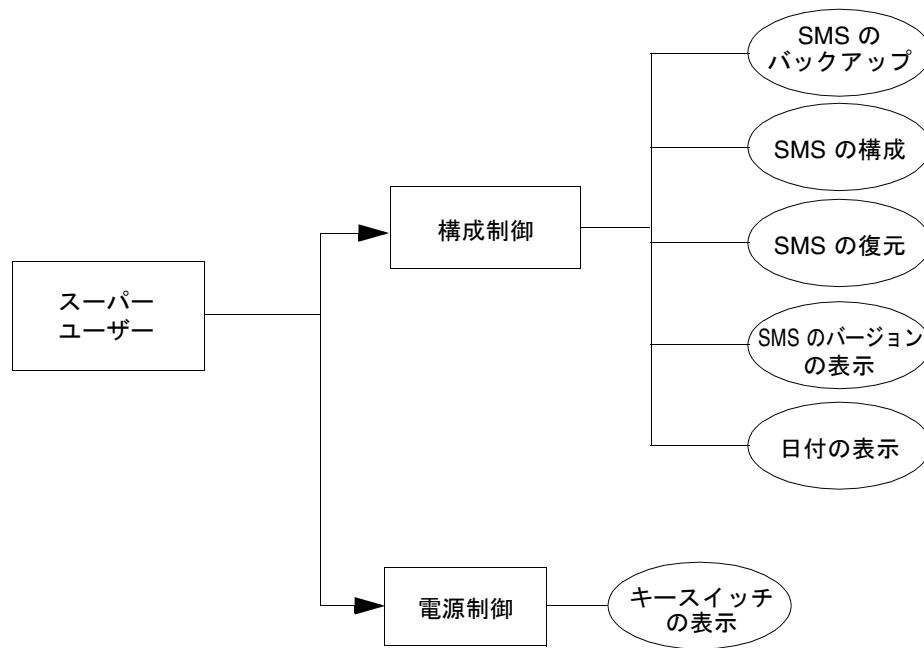 SMS の
バックアップ
SMS の構成
構成制御
SMS の復元
スーパー
ユーザー
SMS のバージョン
の表示
日付の表示
電源制御
キースイッチ
の表示